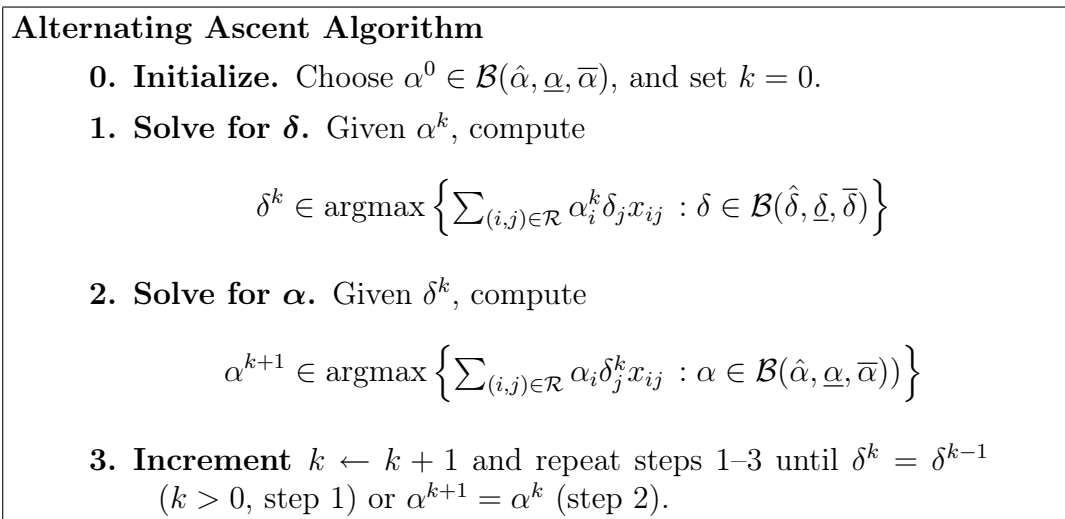 Alternating Ascent Algorithm
0. Initialize. Choose α⁰ ∈ 𝓑(α̂, α̲, ᾱ), and set k = 0.
1. Solve for δ. Given αᵏ, compute
δᵏ ∈ argmax {∑_{(i,j)∈𝓡} αᵢᵏ δⱼ xᵢⱼ : δ ∈ 𝓑(δ̂, δ̲, δ̅)}
2. Solve for α. Given δᵏ, compute
αᵏ⁺¹ ∈ argmax {∑_{(i,j)∈𝓡} αᵢ δⱼᵏ xᵢⱼ : α ∈ 𝓑(α̂, α̲, ᾱ))}
3. Increment k ← k + 1 and repeat steps 1–3 until δᵏ = δᵏ⁻¹
(k > 0, step 1) or αᵏ⁺¹ = αᵏ (step 2).